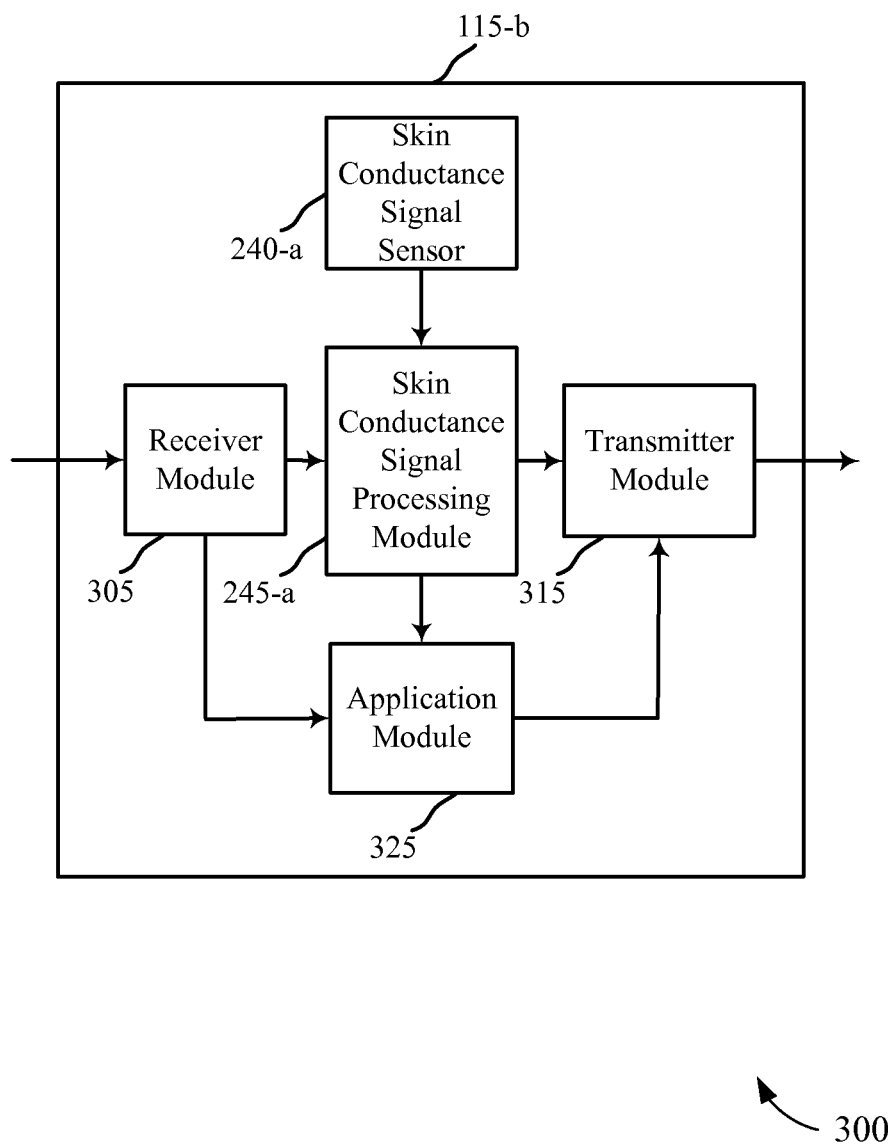 115-b
Skin
Conductance
Signal
Sensor
240-a
Receiver
Module
305
Skin
Conductance
Signal
Processing
Module
245-a
Transmitter
Module
315
Application
Module
325
300